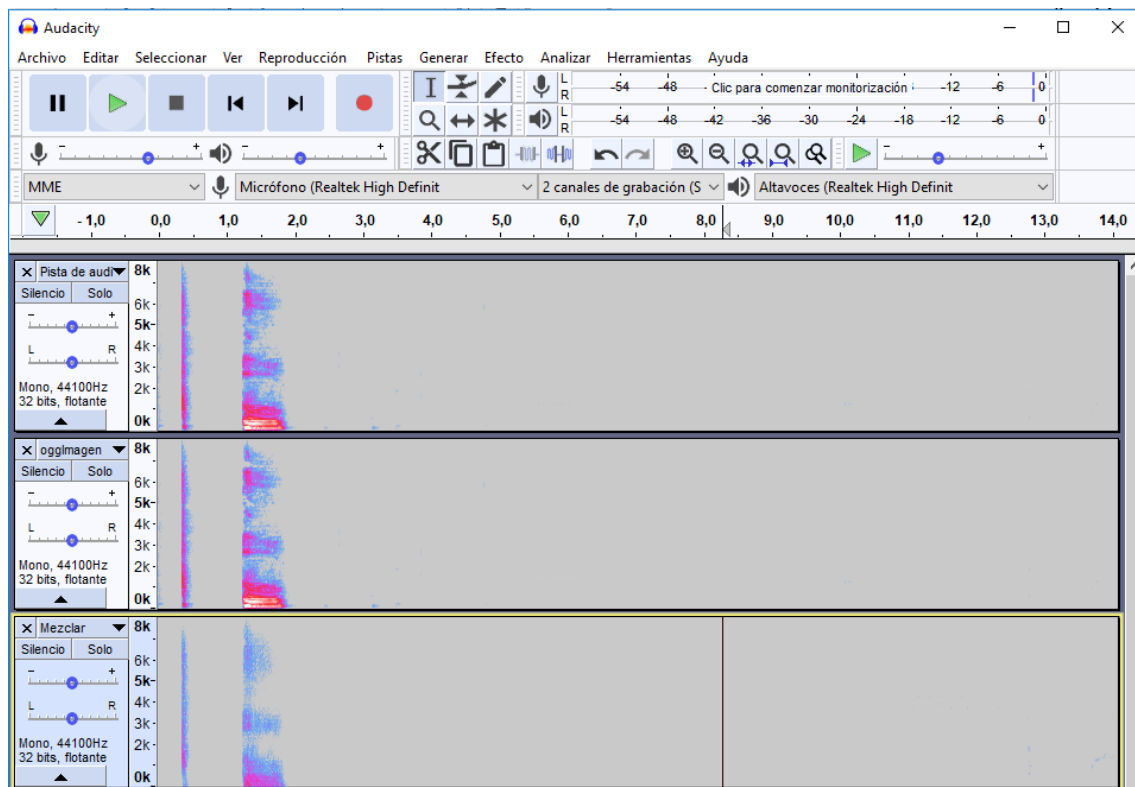 Audacity
Archivo Editar Seleccionar Ver Reproducción Pistas Generar Efecto Analizar Herramientas Ayuda
L R -54 -48 Clic para comenzar monitorización -12 -6 0
L R -54 -48 -42 -36 -30 -24 -18 -12 -6 0
- + - + - +
MME Micrófono (Realtek High Definit 2 canales de grabación (S Altavoces (Realtek High Definit
- 1,0 0,0 1,0 2,0 3,0 4,0 5,0 6,0 7,0 8,0 9,0 10,0 11,0 12,0 13,0 14,0
X Pista de audi 8k
Silencio Solo
6k
- + 5k
L R 4k
3k
Mono, 44100Hz 2k
32 bits, flotante
0k
X oggImagen 8k
Silencio Solo
6k
- + 5k
L R 4k
3k
Mono, 44100Hz 2k
32 bits, flotante
0k
X Mezclar 8k
Silencio Solo
6k
- + 5k
L R 4k
3k
Mono, 44100Hz 2k
32 bits, flotante
0k